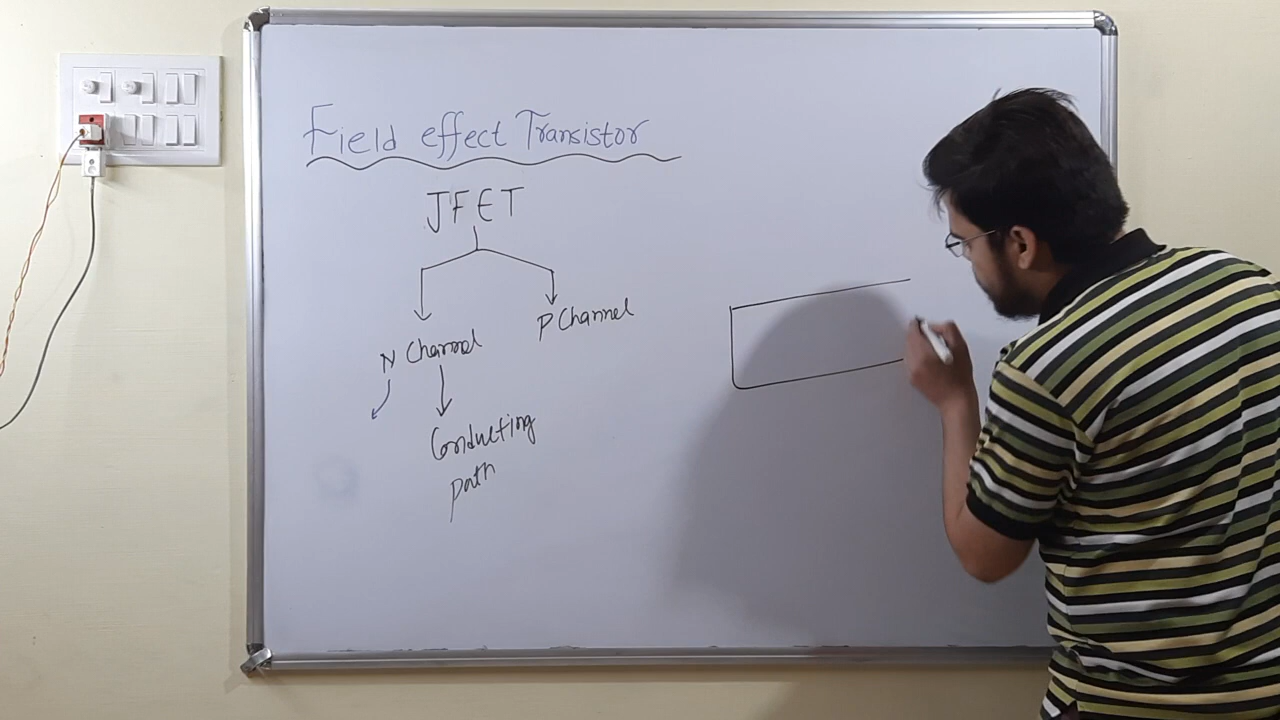 Field effect Transistor
JFET
N Channel
P Channel
Conducting
path